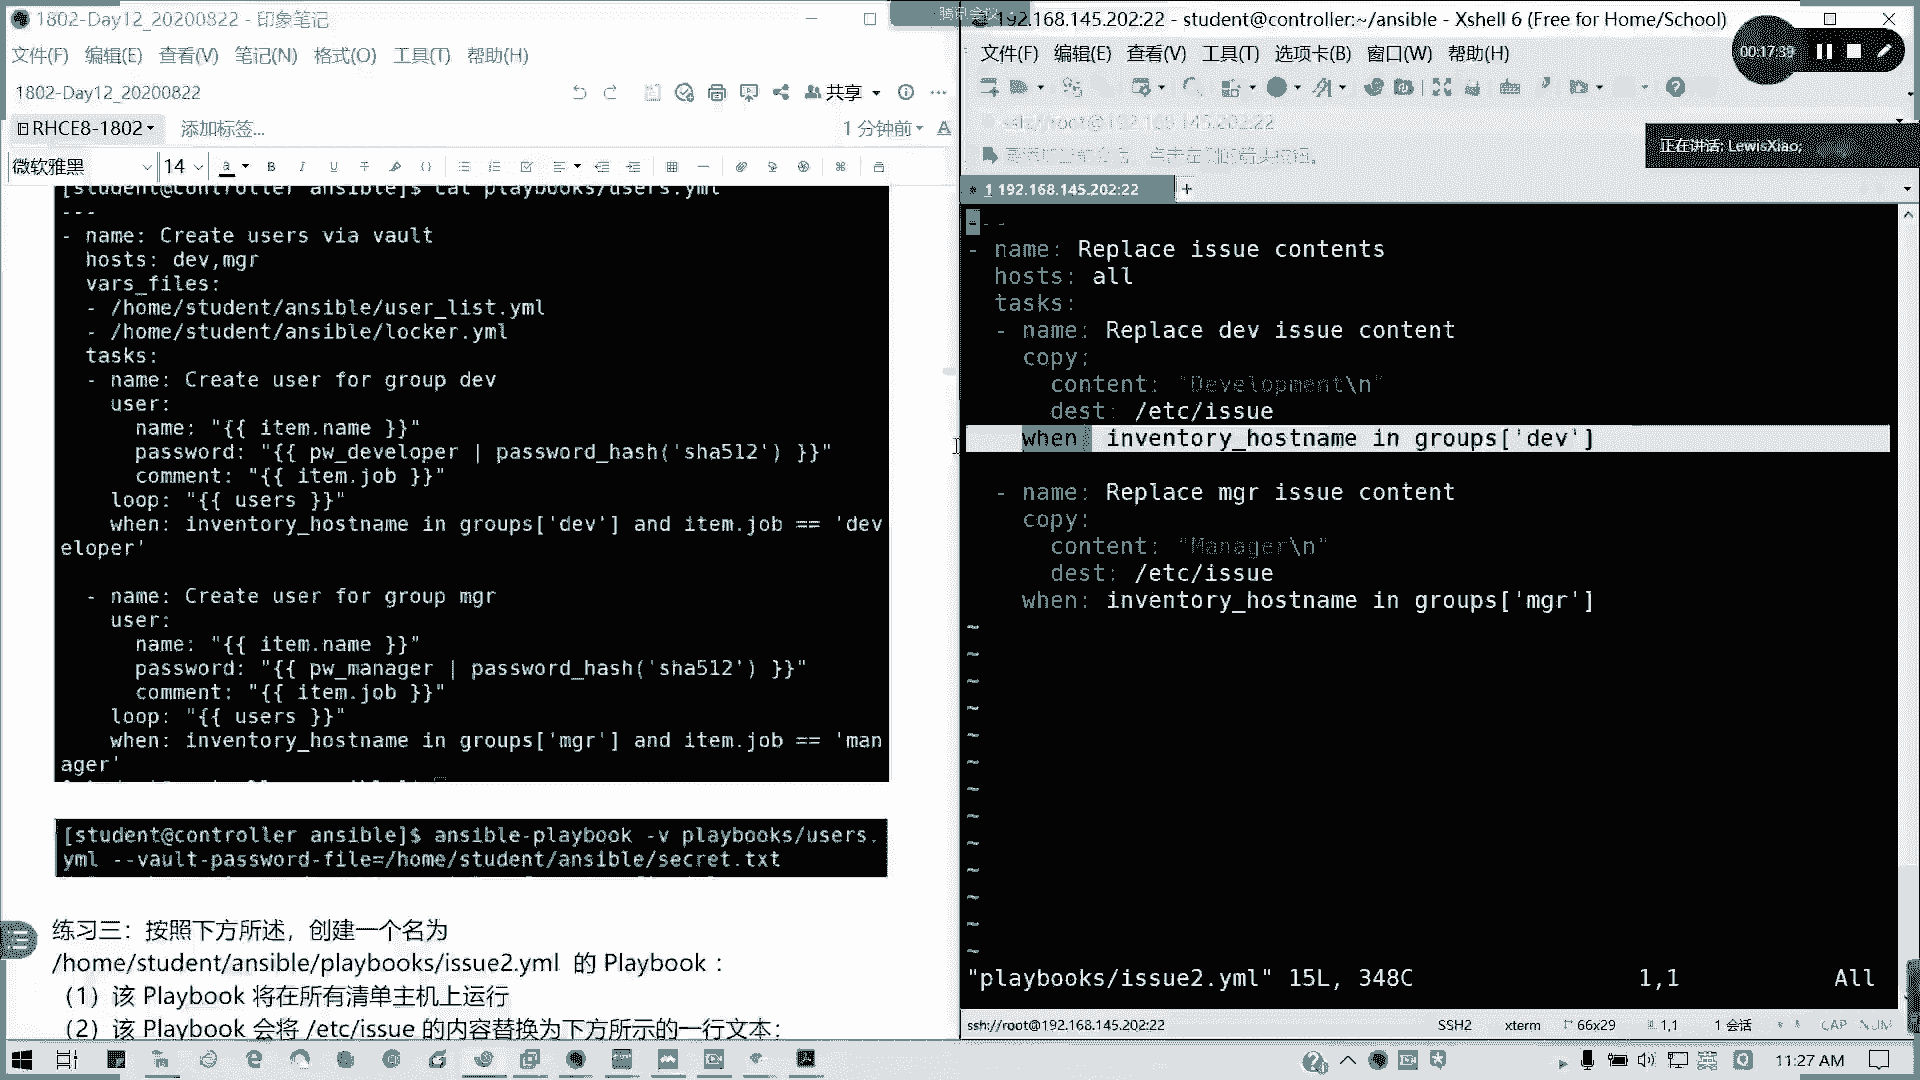 1802-Day12_20200822 - 印象笔记
文件(F) 编辑(E) 查看(V) 笔记(N) 格式(O) 工具(T) 帮助(H)
1802-Day12_20200822
共享
RHCE8-1802
添加标签...
1 分钟前
微软雅黑
14
[student@controller ansible]$ cat playbooks/users.yml
---
- name: Create users via vault
  hosts: dev,mgr
  vars_files:
  - /home/student/ansible/user_list.yml
  - /home/student/ansible/locker.yml
  tasks:
  - name: Create user for group dev
    user:
      name: "{{ item.name }}"
      password: "{{ pw_developer | password_hash('sha512') }}"
      comment: "{{ item.job }}"
    loop: "{{ users }}"
    when: inventory_hostname in groups['dev'] and item.job == 'dev
eloper'
  - name: Create user for group mgr
    user:
      name: "{{ item.name }}"
      password: "{{ pw_manager | password_hash('sha512') }}"
      comment: "{{ item.job }}"
    loop: "{{ users }}"
    when: inventory_hostname in groups['mgr'] and item.job == 'man
ager'
[student@controller ansible]$ ansible-playbook -v playbooks/users.
yml --vault-password-file=/home/student/ansible/secret.txt
练习三：按照下方所述，创建一个名为
/home/student/ansible/playbooks/issue2.yml 的 Playbook：
（1）该 Playbook 将在所有清单主机上运行
（2）该 Playbook 会将 /etc/issue 的内容替换为下方所示的一行文本：
腾讯会议
192.168.145.202:22 - student@controller:~/ansible - Xshell 6 (Free for Home/School)
文件(F) 编辑(E) 查看(V) 工具(T) 选项卡(B) 窗口(W) 帮助(H)
00:17:39
ssh://root@192.168.145.202:22
正在讲话: LewisXiao;
1 192.168.145.202:22
---
- name: Replace issue contents
  hosts: all
  tasks:
  - name: Replace dev issue content
    copy:
      content: "Development\n"
      dest: /etc/issue
    when: inventory_hostname in groups['dev']
  - name: Replace mgr issue content
    copy:
      content: "Manager\n"
      dest: /etc/issue
    when: inventory_hostname in groups['mgr']
~
~
~
~
~
~
~
~
~
~
~
~
~
"playbooks/issue2.yml" 15L, 348C 1,1 All
ssh://root@192.168.145.202:22 SSH2 xterm 66x29 1,1 1 会话 CAP NUM
11:27 AM